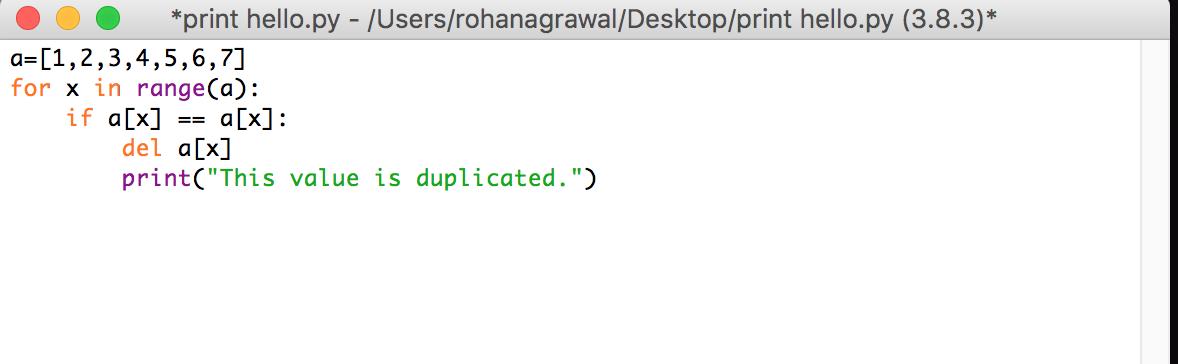 *print hello.py - /Users/rohanagrawal/Desktop/print hello.py (3.8.3)*
a=[1,2,3,4,5,6,7]
for x in range(a):
    if a[x] == a[x]:
        del a[x]
        print("This value is duplicated.")